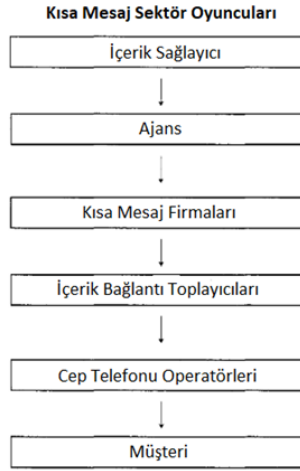 Kısa Mesaj Sektör Oyuncuları
İçerik Sağlayıcı
Ajans
Kısa Mesaj Firmaları
İçerik Bağlantı Toplayıcıları
Cep Telefonu Operatörleri
Müşteri